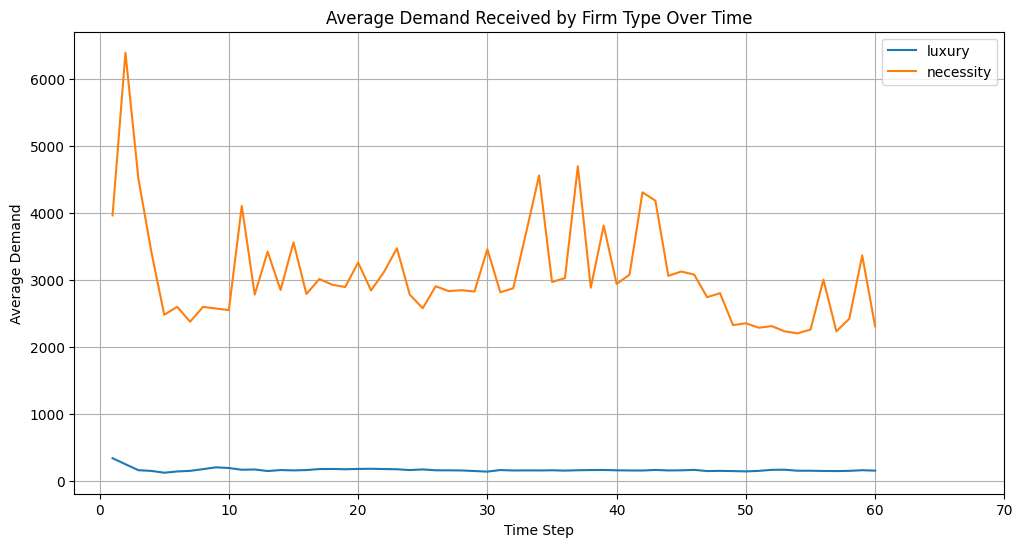 Average Demand Received by Firm Type Over Time
luxury
necessity
Average Demand
6000
5000
4000
3000
2000
1000
0
0 10 20 30 40 50 60 70
Time Step